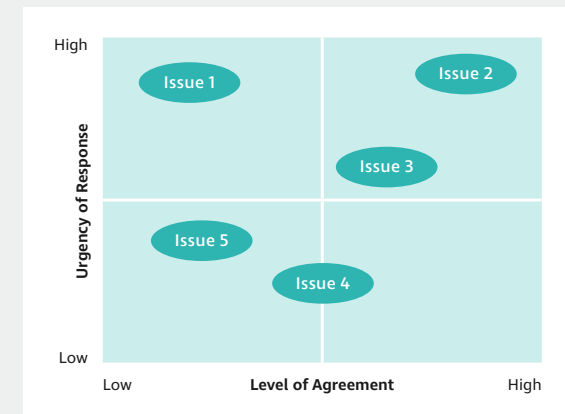 High
Issue 1
Issue 2
Issue 3
Urgency of Response
Issue 5
Issue 4
Low
Low Level of Agreement High